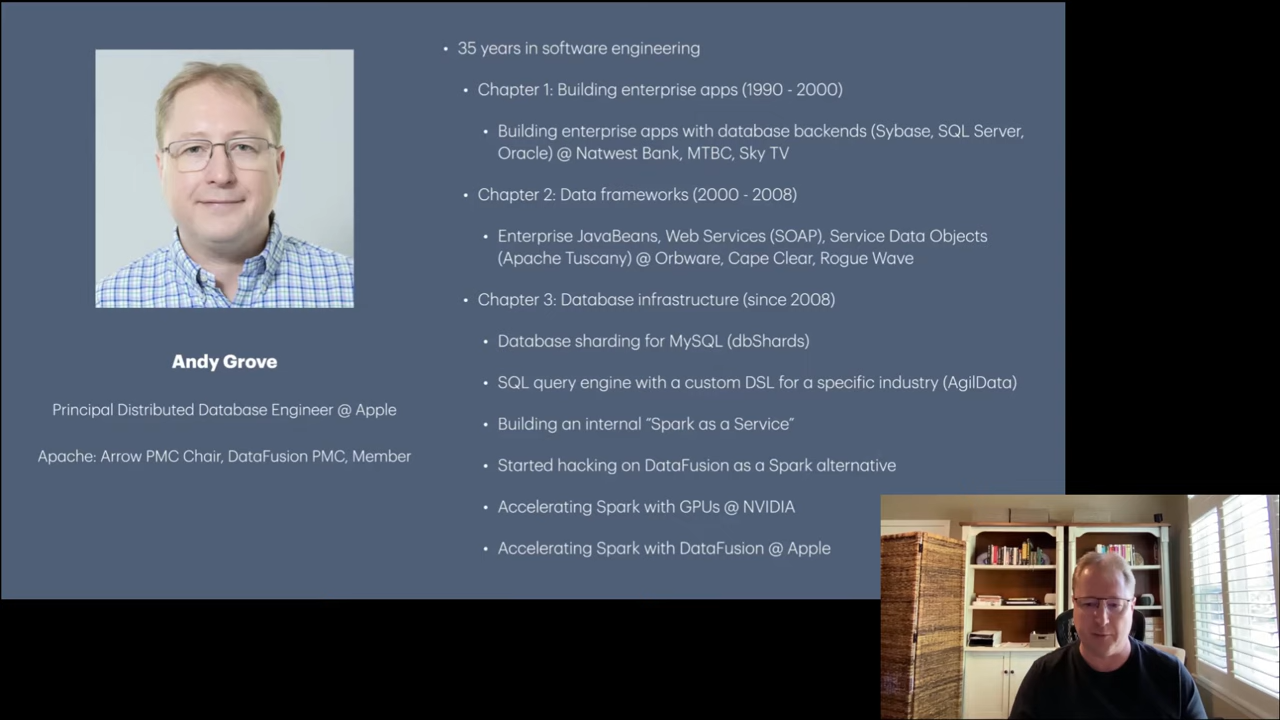 35 years in software engineering
Chapter 1: Building enterprise apps (1990 - 2000)
Building enterprise apps with database backends (Sybase, SQL Server,
Oracle) @ Natwest Bank, MTBC, Sky TV
Chapter 2: Data frameworks (2000 - 2008)
Enterprise JavaBeans, Web Services (SOAP), Service Data Objects
(Apache Tuscany) @ Orbware, Cape Clear, Rogue Wave
Chapter 3: Database infrastructure (since 2008)
Database sharding for MySQL (dbShards)
SQL query engine with a custom DSL for a specific industry (AgilData)
Building an internal “Spark as a Service”
Started hacking on DataFusion as a Spark alternative
Accelerating Spark with GPUs @ NVIDIA
Accelerating Spark with DataFusion @ Apple
Andy Grove
Principal Distributed Database Engineer @ Apple
Apache: Arrow PMC Chair, DataFusion PMC, Member